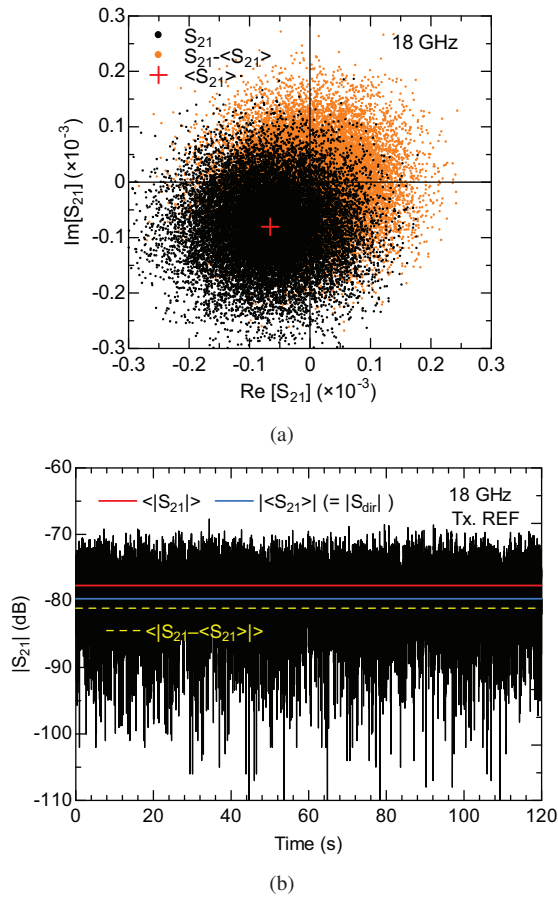 0.3
0.2
0.1
0
-0.1
-0.2
-0.3
Im[S21] (×10-3)
S21
S21-<S21>
<S21>
18 GHz
-0.3 -0.2 -0.1 0 0.1 0.2 0.3
Re [S21] (×10-3)
(a)
-60
-70
-80
-90
-100
-110
|S21| (dB)
<|S21|> |<S21>| (= |Sdir| )
18 GHz
Tx. REF
<|S21−<S21>|>
0 20 40 60 80 100 120
Time (s)
(b)